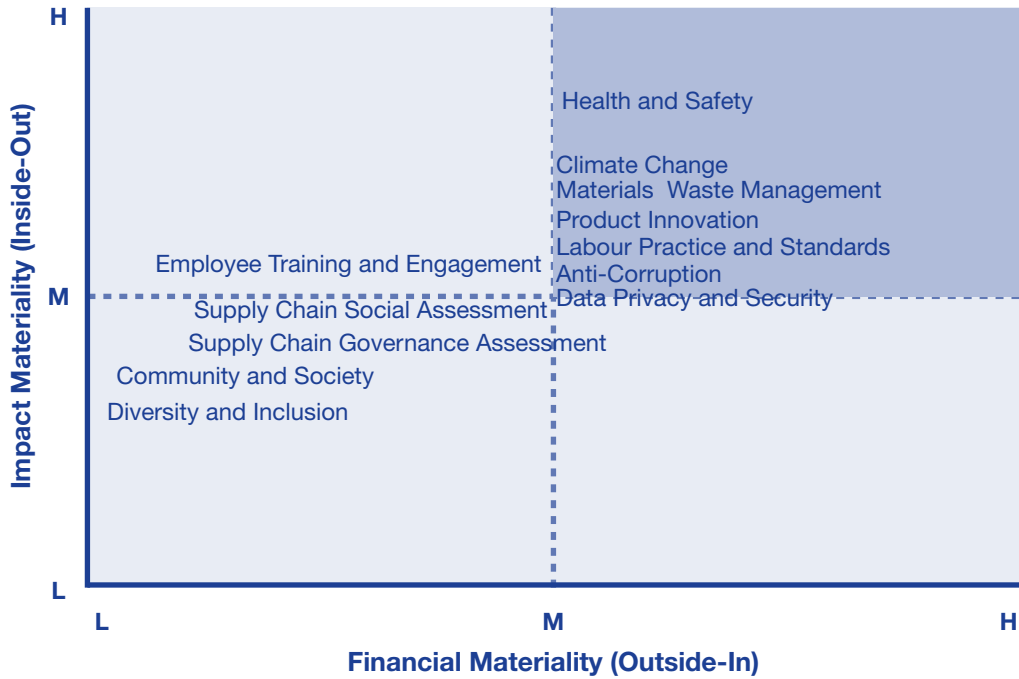 H
Health and Safety
Climate Change
Materials  Waste Management
Product Innovation
Labour Practice and Standards
Employee Training and Engagement
Anti-Corruption
M
Data Privacy and Security
Supply Chain Social Assessment
Supply Chain Governance Assessment
Community and Society
Diversity and Inclusion
L
Impact Materiality (Inside-Out)
L
M
H
Financial Materiality (Outside-In)